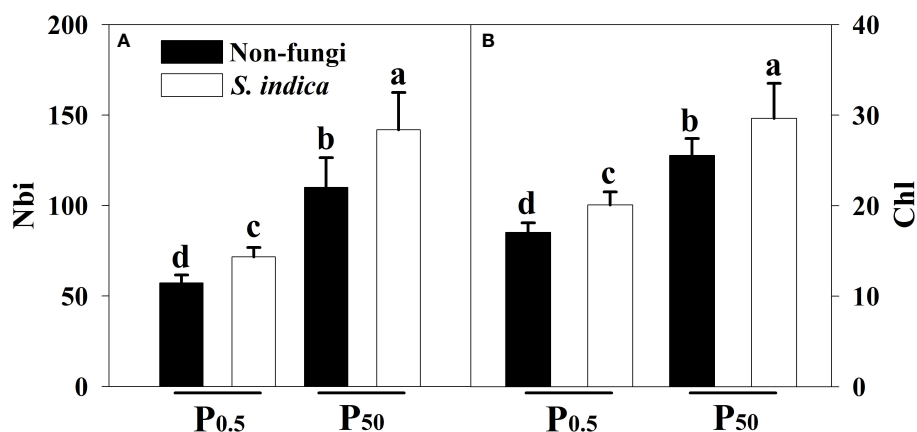 200 A Non-fungi B 40
S. indica
a a
150 30
b b
Nbi 100 c 20 Chl
d c d
50 10
0 0
P0.5 P50 P0.5 P50